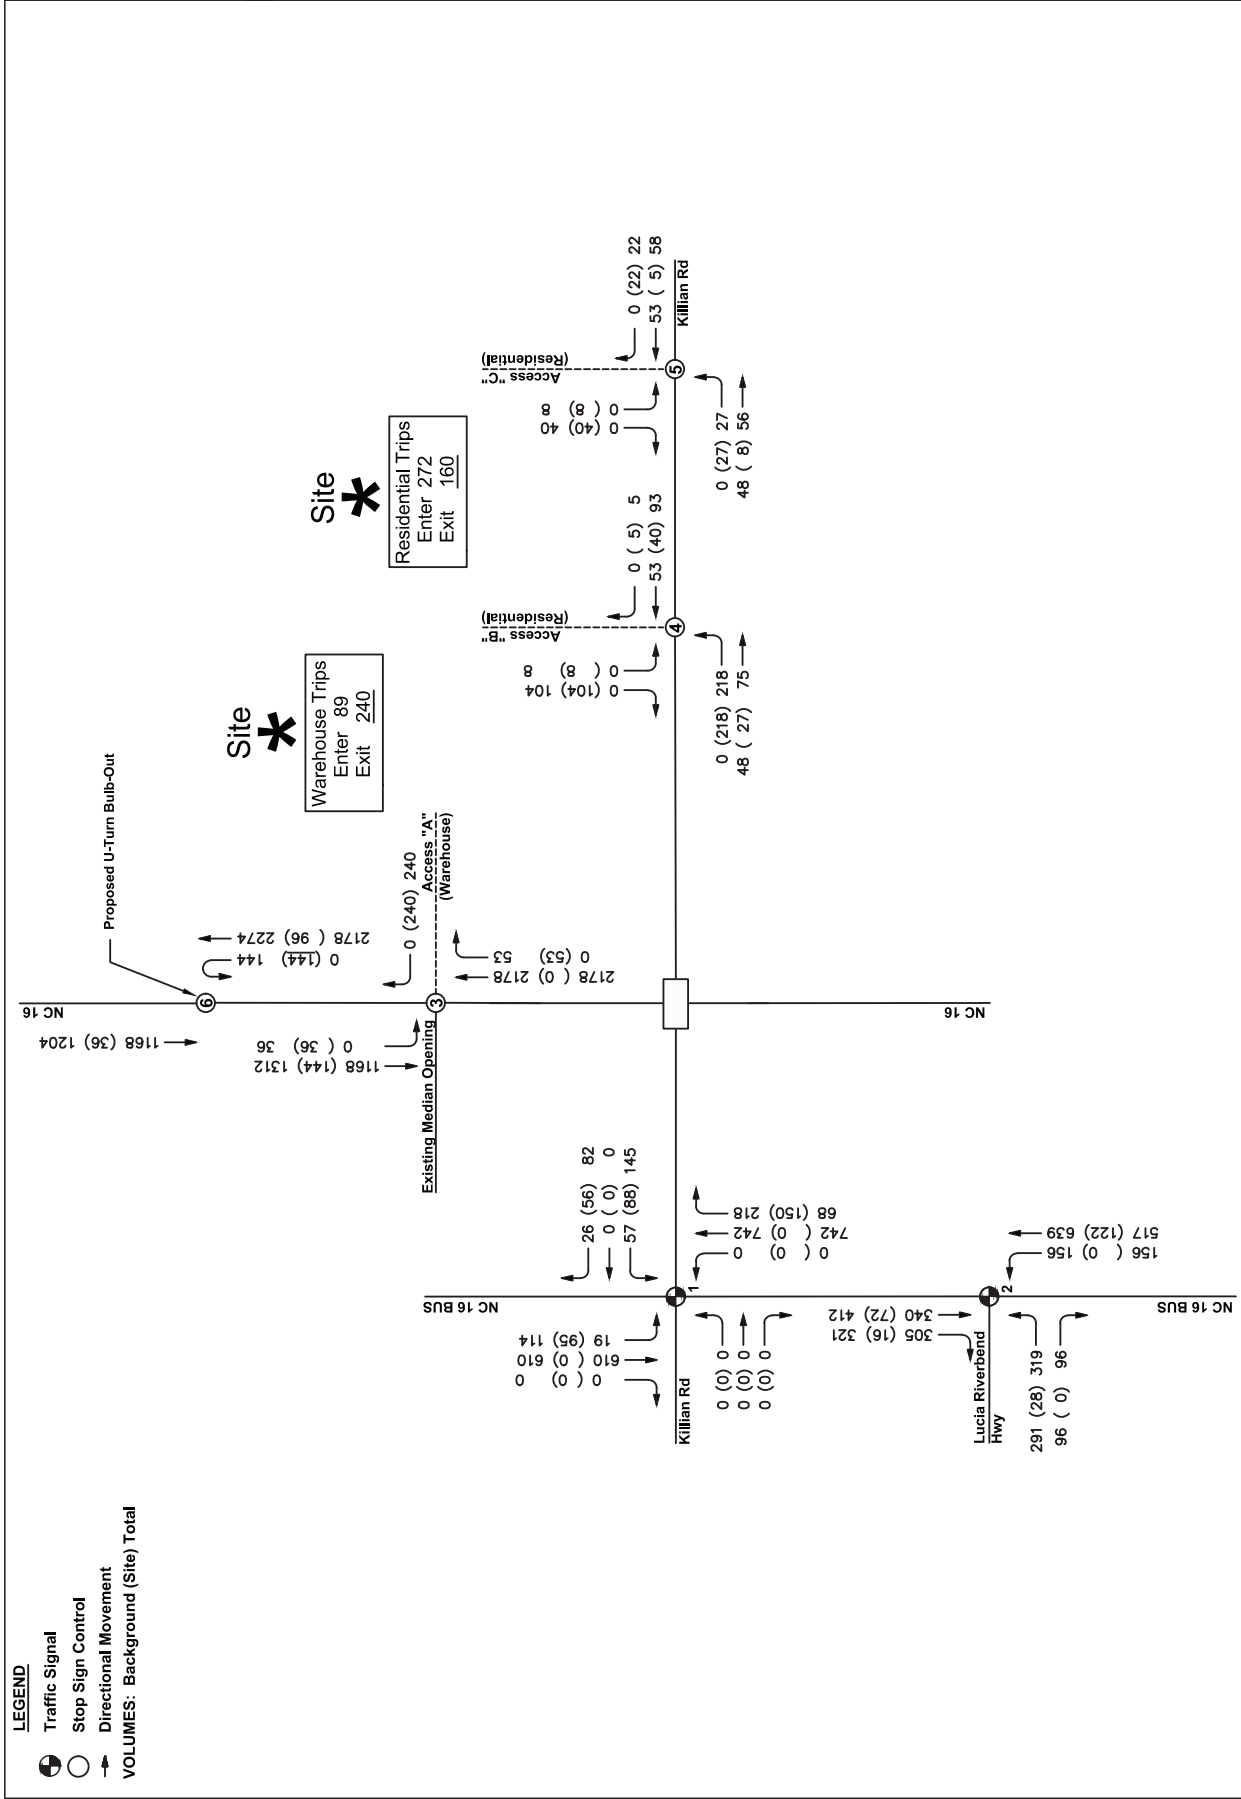 LEGEND
Traffic Signal
Stop Sign Control
Directional Movement
VOLUMES: Background (Site) Total
Proposed U-Turn Bulb-Out
NC 16
6
1168 (36) 1204
2178 ( 96) 2274
0 (144) 144
Site
Warehouse Trips
Enter 89
Exit 240
Site
Residential Trips
Enter 272
Exit 160
Existing Median Opening
3
Access "A"
(Warehouse)
0 (240) 240
0 ( 36) 36
1168 (144) 1312
0 (53) 53
2178 ( 0) 2178
NC 16
NC 16 BUS
26 (56) 82
0 ( 0) 0
57 (88) 145
19 (95) 114
610 ( 0) 610
0 ( 0) 0
Killian Rd
1
0 (0) 0
0 (0) 0
0 (0) 0
68 (150) 218
742 ( 0) 742
0 ( 0) 0
Access "B"
(Residential)
4
0 ( 8) 8
0 (104) 104
0 ( 5) 5
53 (40) 93
0 (218) 218
48 ( 27) 75
Access "C"
(Residential)
5
0 ( 8) 8
0 (40) 40
0 (22) 22
53 ( 5) 58
Killian Rd
0 (27) 27
48 ( 8) 56
340 (72) 412
305 (16) 321
Lucia Riverbend
Hwy
2
291 (28) 319
96 ( 0) 96
517 (122) 639
156 ( 0) 156
NC 16 BUS